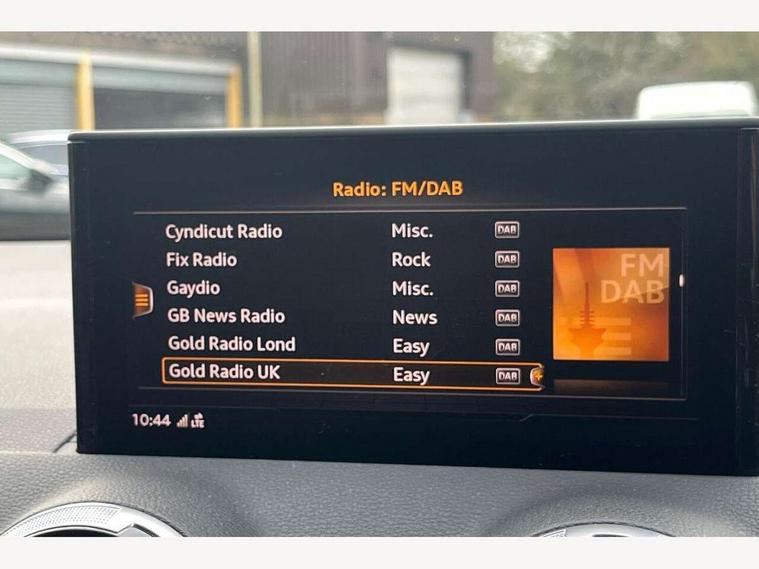 Radio: FM/DAB
Cyndicut Radio Misc. DAB
Fix Radio Rock DAB
Gaydio Misc. DAB
GB News Radio News DAB
Gold Radio Lond Easy DAB
Gold Radio UK Easy DAB
FM
DAB
10:44 LTE